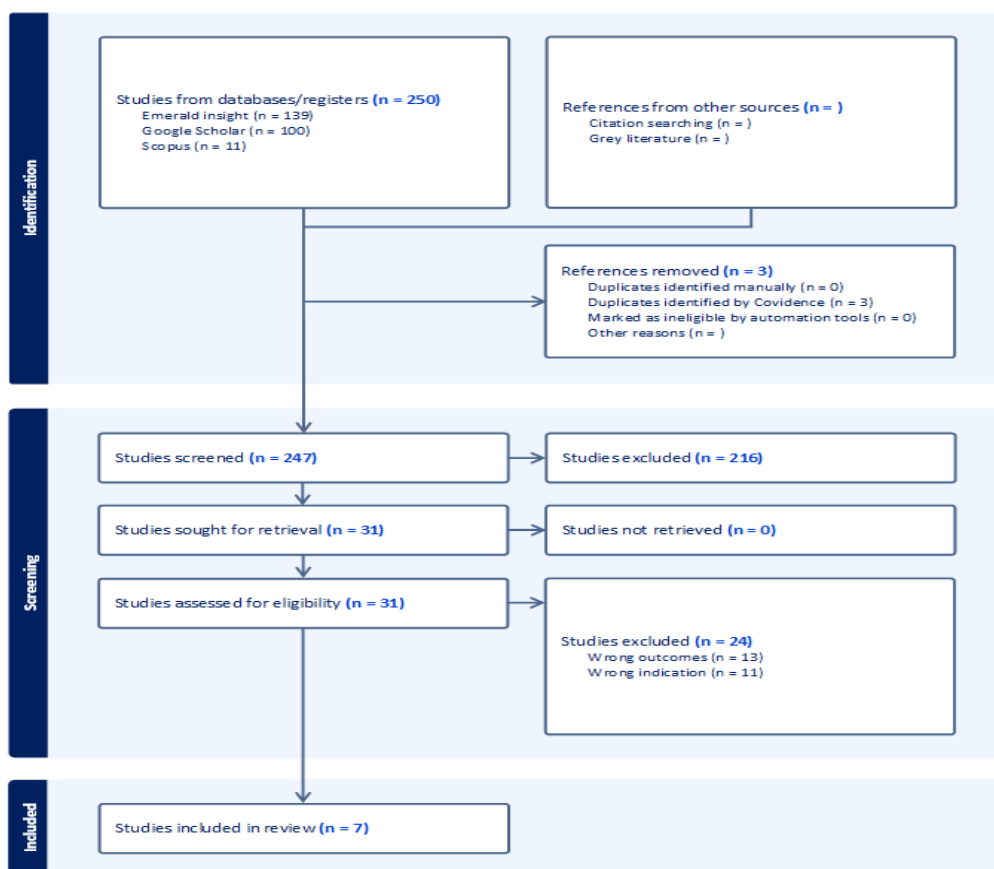 Identification
Studies from databases/registers (n = 250)
Emerald insight (n = 139)
Google Scholar (n = 100)
Scopus (n = 11)
References from other sources (n = )
Citation searching (n = )
Grey literature (n = )
References removed (n = 3)
Duplicates identified manually (n = 0)
Duplicates identified by Covidence (n = 3)
Marked as ineligible by automation tools (n = 0)
Other reasons (n = )
Screening
Studies screened (n = 247)
Studies excluded (n = 216)
Studies sought for retrieval (n = 31)
Studies not retrieved (n = 0)
Studies assessed for eligibility (n = 31)
Studies excluded (n = 24)
Wrong outcomes (n = 13)
Wrong indication (n = 11)
Included
Studies included in review (n = 7)